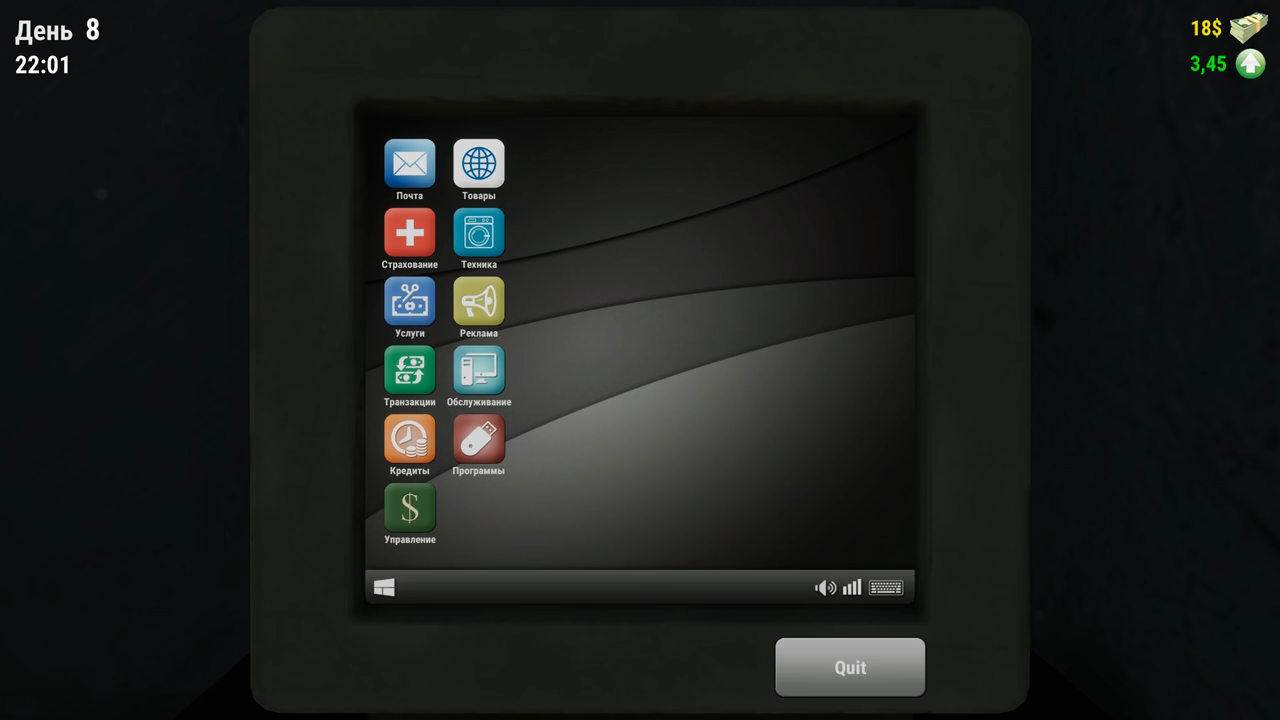 День 8
22:01
18$
3,45
Почта
Товары
Страхование
Техника
Услуги
Реклама
Транзакции
Обслуживание
Кредиты
Программы
$
Управление
Quit